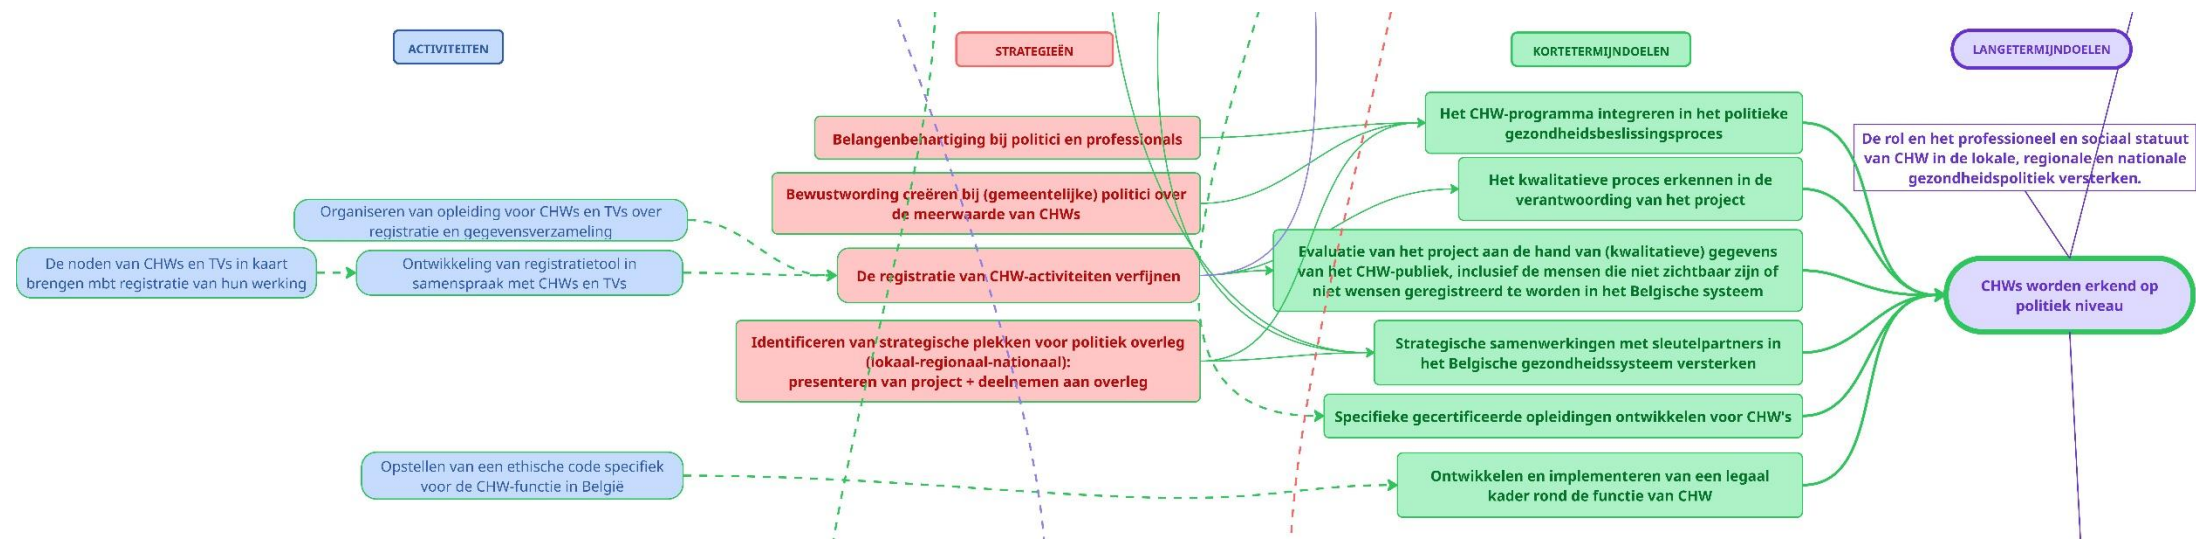 ACTIVITEITEN
STRATEGIEËN
KORTETERMIJNDOELEN
LANGETERMIJNDOELEN
Organiseren van opleiding voor CHWs en TVs over
registratie en gegevensverzameling
De noden van CHWs en TVs in kaart
brengen mbt registratie van hun werking
Ontwikkeling van registratietool in
samenspraak met CHWs en TVs
Opstellen van een ethische code specifiek
voor de CHW-functie in België
Belangenbehartiging bij politici en professionals
Bewustwording creëren bij (gemeentelijke) politici over
de meerwaarde van CHWs
De registratie van CHW-activiteiten verfijnen
Identificeren van strategische plekken voor politiek overleg
(lokaal-regionaal-nationaal):
presenteren van project + deelnemen aan overleg
Het CHW-programma integreren in het politieke
gezondheidsbeslissingsproces
Het kwalitatieve proces erkennen in de
verantwoording van het project
Evaluatie van het project aan de hand van (kwalitatieve) gegevens
van het CHW-publiek, inclusief de mensen die niet zichtbaar zijn of
niet wensen geregistreerd te worden in het Belgische systeem
Strategische samenwerkingen met sleutelpartners in
het Belgische gezondheidssysteem versterken
Specifieke gecertificeerde opleidingen ontwikkelen voor CHW's
Ontwikkelen en implementeren van een legaal
kader rond de functie van CHW
De rol en het professioneel en sociaal statuut
van CHW in de lokale, regionale en nationale
gezondheidspolitiek versterken.
CHWs worden erkend op
politiek niveau